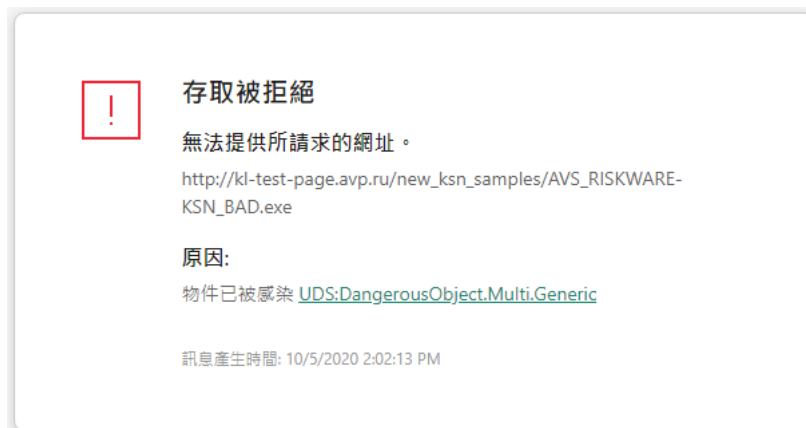 !
存取被拒絕
無法提供所請求的網址。
http://kl-test-page.avp.ru/new_ksn_samples/AVS_RISKWARE-
KSN_BAD.exe
原因:
物件已被感染 UDS:DangerousObject.Multi.Generic
訊息產生時間: 10/5/2020 2:02:13 PM